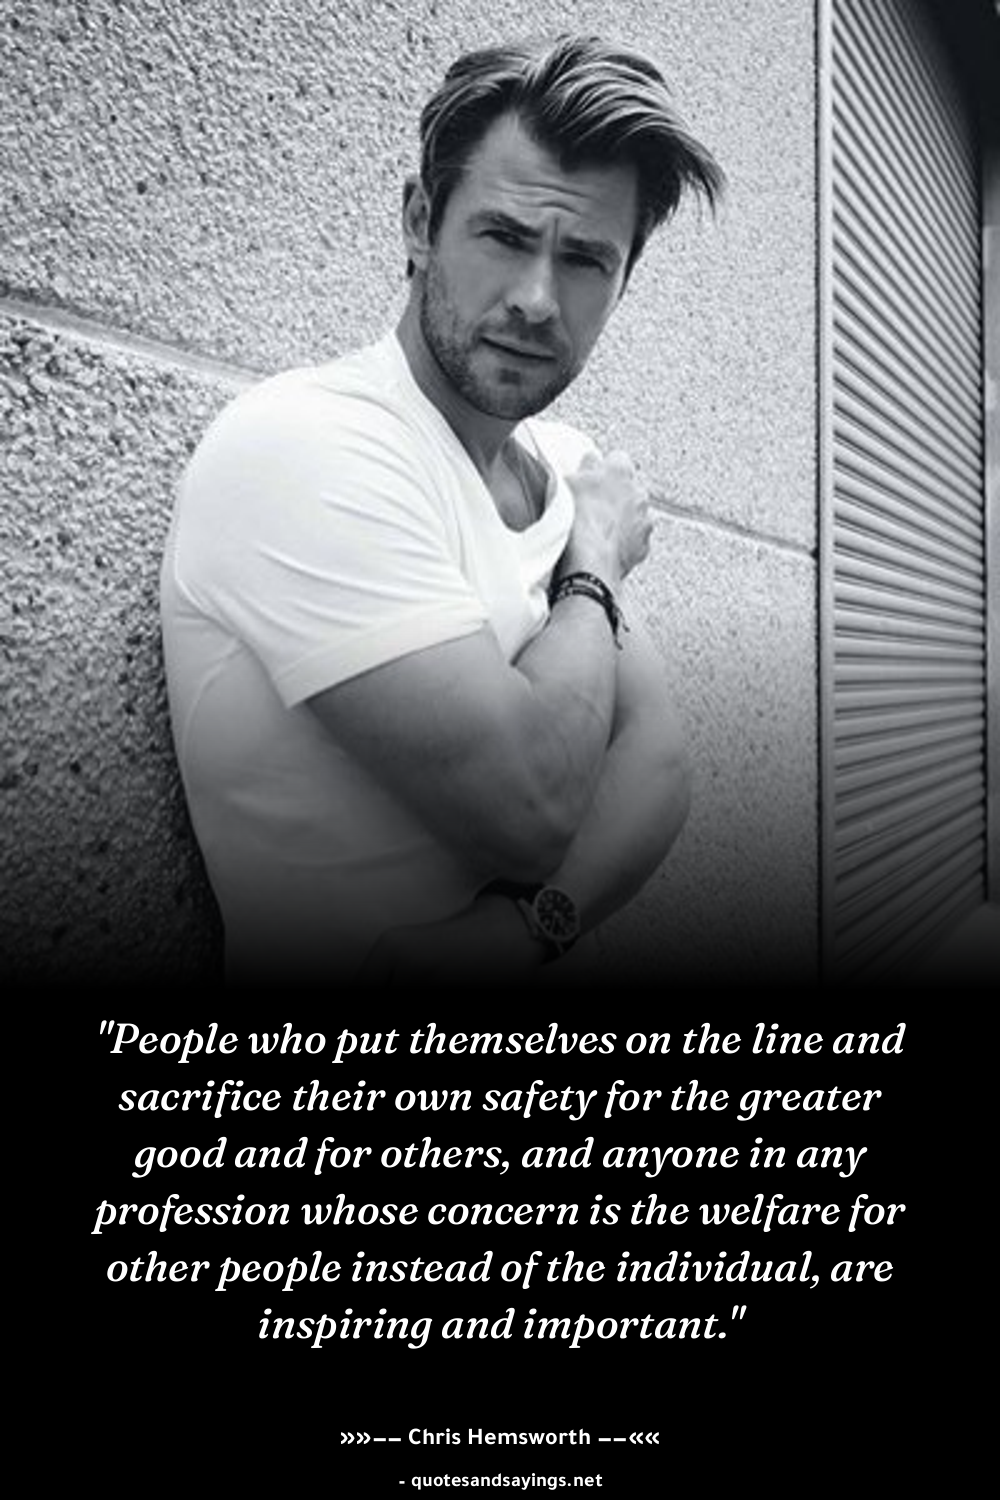 "People who put themselves on the line and
sacrifice their own safety for the greater
good and for others, and anyone in any
profession whose concern is the welfare for
other people instead of the individual, are
inspiring and important."
»»−− Chris Hemsworth −−««
- quotesandsayings.net